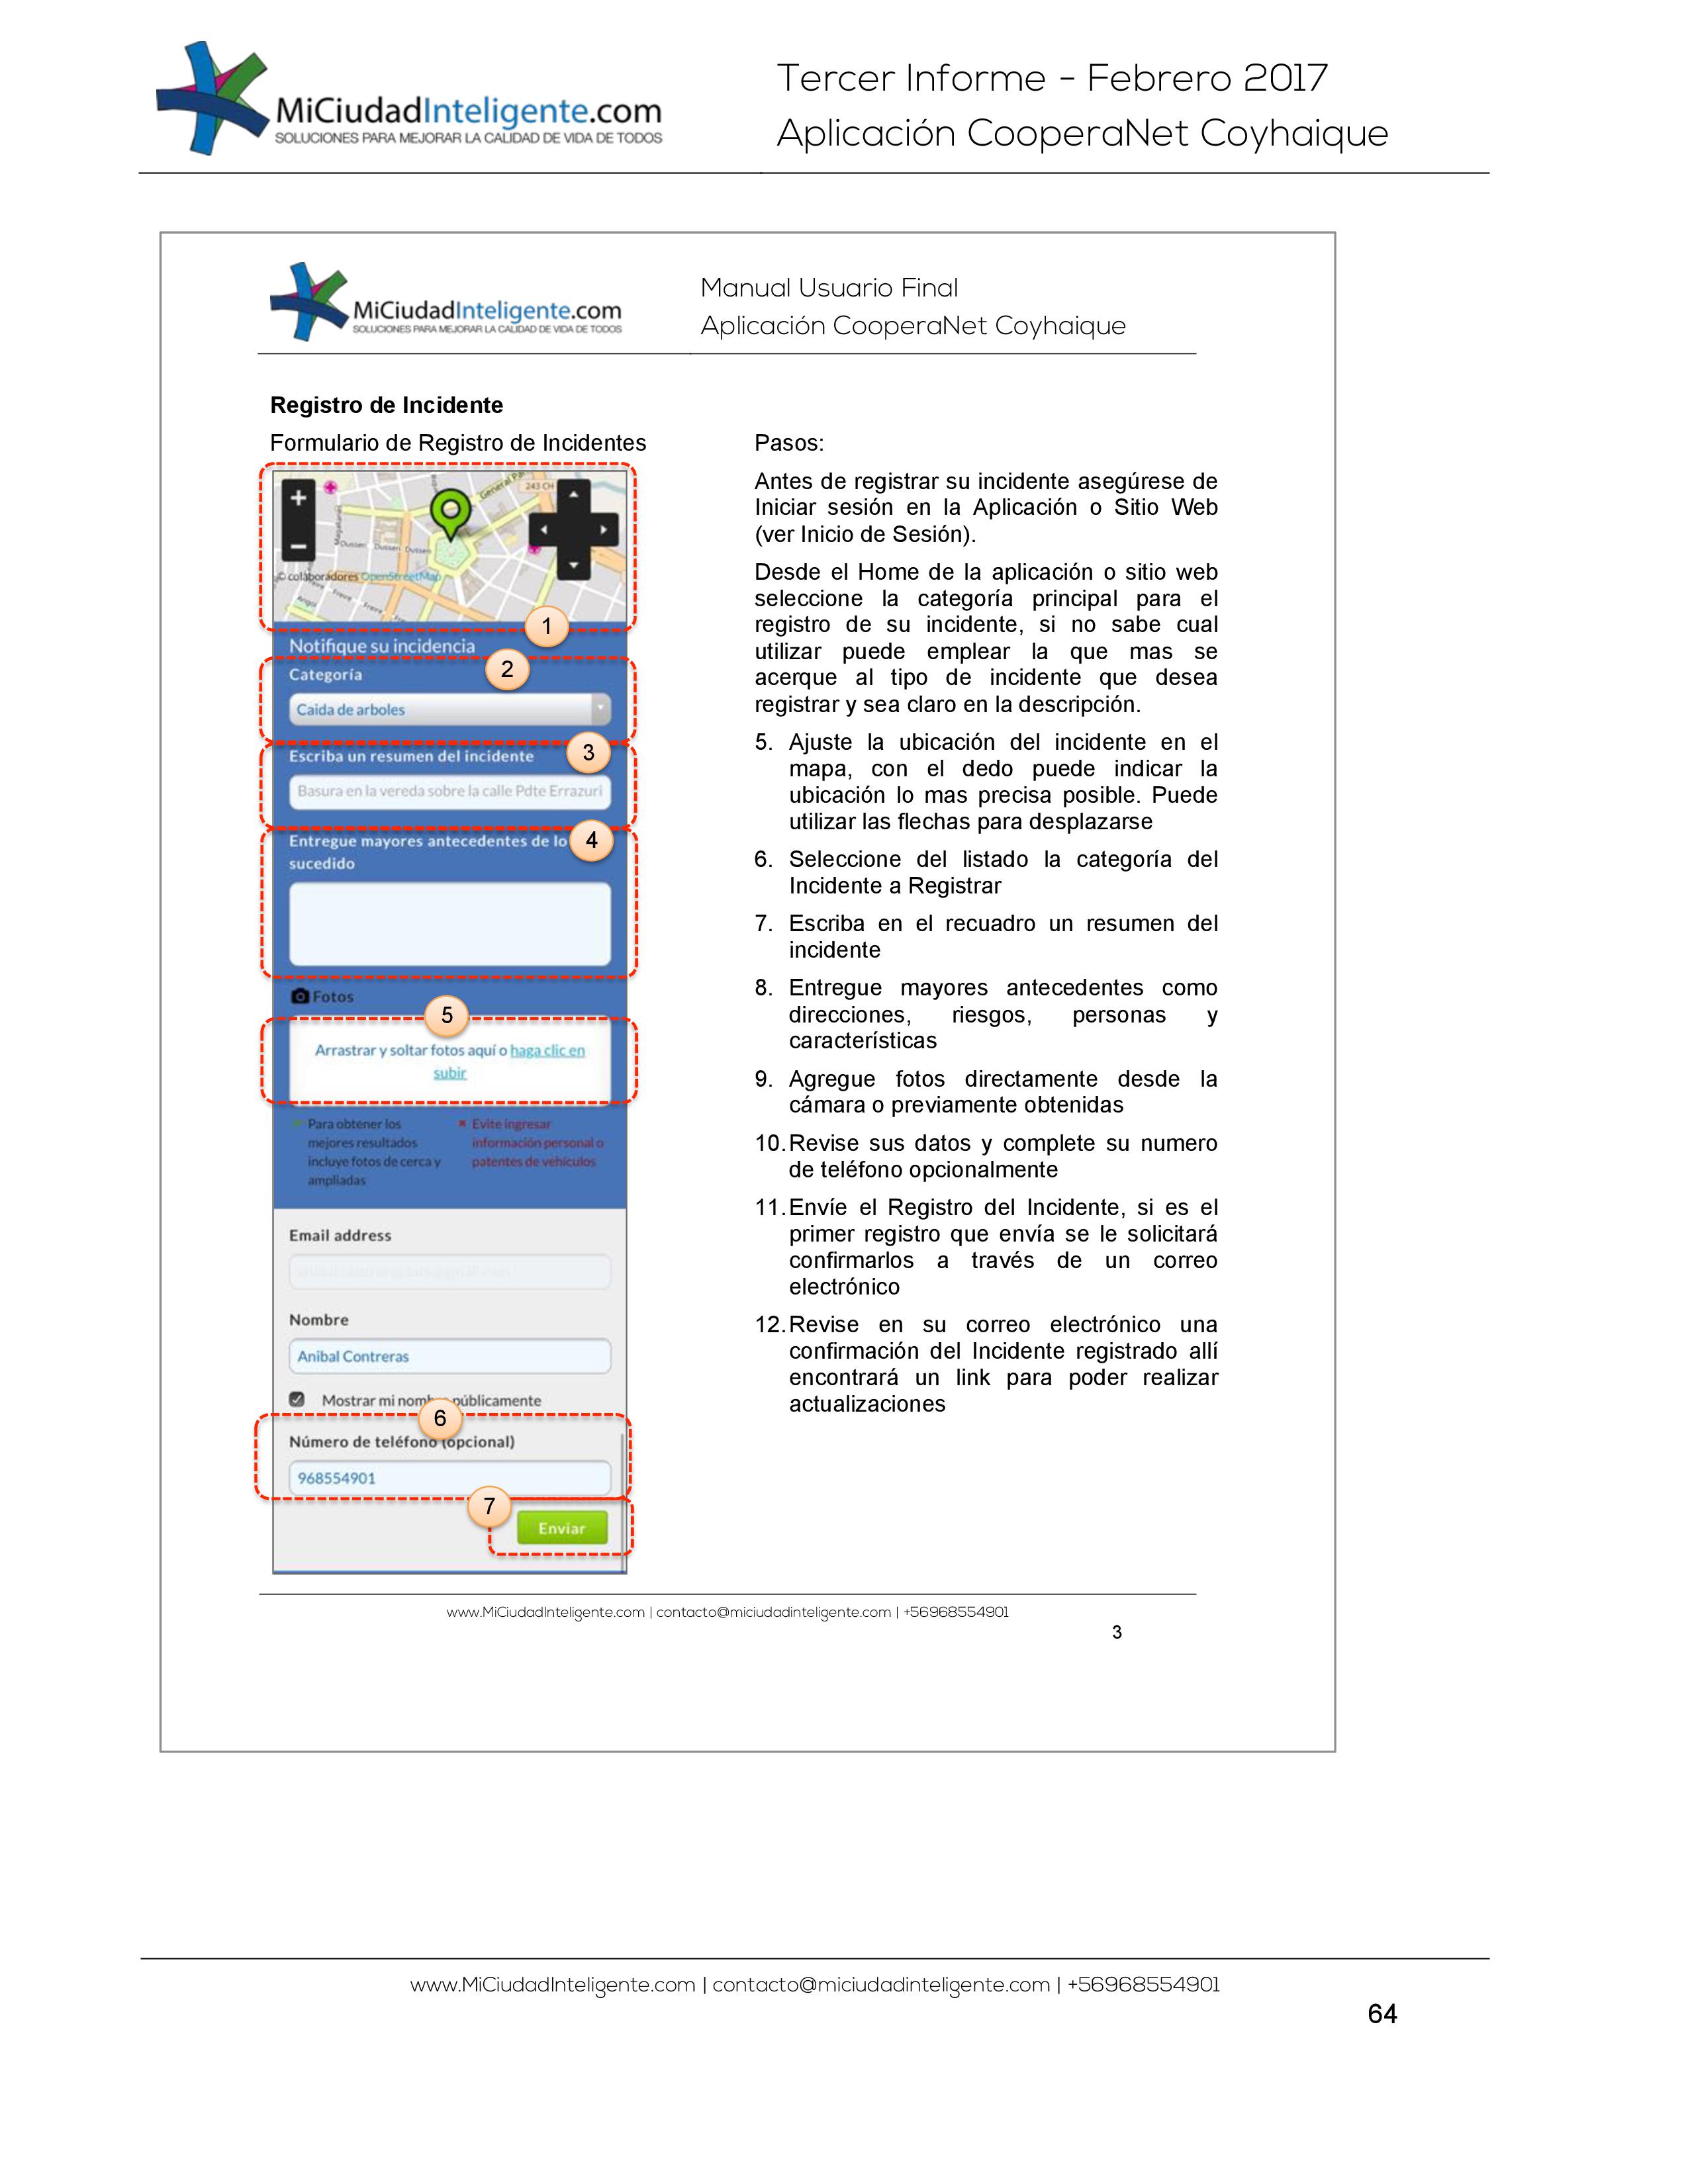 MiCiudadInteligente.com
SOLUCIONES PARA MEJORAR LA CALIDAD DE VIDA DE TODOS
Tercer Informe - Febrero 2017
Aplicación CooperaNet Coyhaique
MiCiudadInteligente.com
SOLUCIONES PARA MEJORAR LA CALIDAD DE VIDA DE TODOS
Manual Usuario Final
Aplicación CooperaNet Coyhaique
Registro de Incidente
Formulario de Registro de Incidentes
243 CH
Dussen Dussen Dussen
© colaboradores OpenStreetMap
Freire Freire Freire
1
Notifique su incidencia
2
Categoría
Caida de arboles
3
Escriba un resumen del incidente
Basura en la vereda sobre la calle Pdte Errazuri
4
Entregue mayores antecedentes de lo
sucedido
Fotos
5
Arrastrar y soltar fotos aquí o haga clic en
subir
Para obtener los
mejores resultados
incluye fotos de cerca y
ampliadas
Evite ingresar
información personal o
patentes de vehículos
Email address
Nombre
Anibal Contreras
Mostrar mi nombre públicamente
6
Número de teléfono (opcional)
968554901
7
Enviar
Pasos:
Antes de registrar su incidente asegúrese de
Iniciar sesión en la Aplicación o Sitio Web
(ver Inicio de Sesión).
Desde el Home de la aplicación o sitio web
seleccione la categoría principal para el
registro de su incidente, si no sabe cual
utilizar puede emplear la que mas se
acerque al tipo de incidente que desea
registrar y sea claro en la descripción.
5. Ajuste la ubicación del incidente en el
mapa, con el dedo puede indicar la
ubicación lo mas precisa posible. Puede
utilizar las flechas para desplazarse
6. Seleccione del listado la categoría del
Incidente a Registrar
7. Escriba en el recuadro un resumen del
incidente
8. Entregue mayores antecedentes como
direcciones, riesgos, personas y
características
9. Agregue fotos directamente desde la
cámara o previamente obtenidas
10. Revise sus datos y complete su numero
de teléfono opcionalmente
11. Envíe el Registro del Incidente, si es el
primer registro que envía se le solicitará
confirmarlos a través de un correo
electrónico
12. Revise en su correo electrónico una
confirmación del Incidente registrado allí
encontrará un link para poder realizar
actualizaciones
www.MiCiudadInteligente.com | contacto@miciudadinteligente.com | +56968554901
3
www.MiCiudadInteligente.com | contacto@miciudadinteligente.com | +56968554901
64